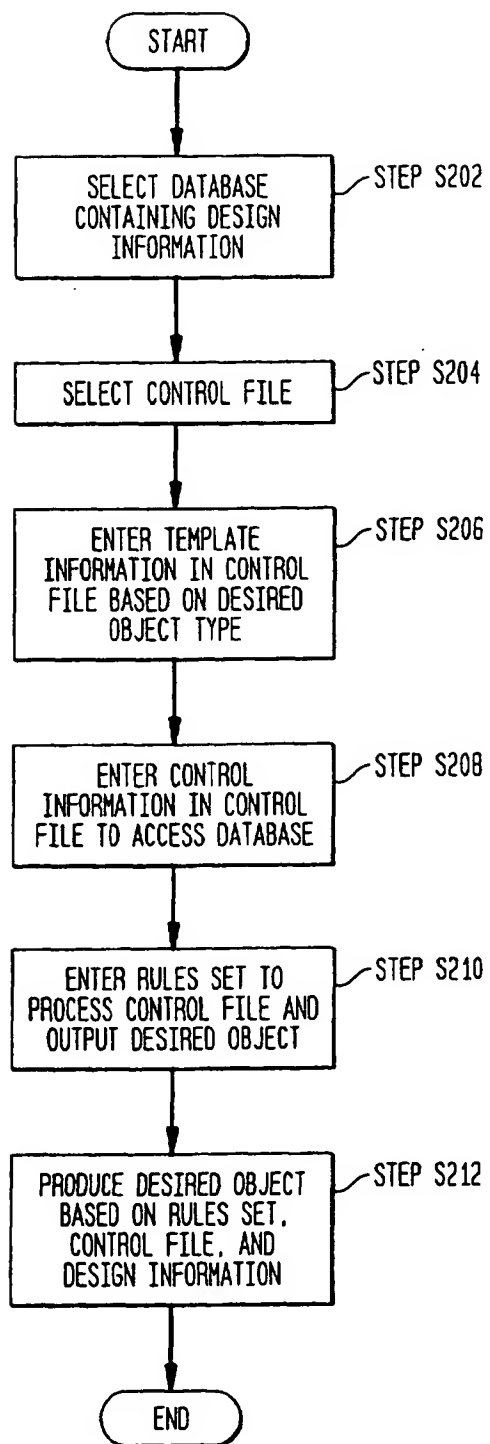 START
SELECT DATABASE
CONTAINING DESIGN
INFORMATION
STEP S202
SELECT CONTROL FILE
STEP S204
ENTER TEMPLATE
INFORMATION IN CONTROL
FILE BASED ON DESIRED
OBJECT TYPE
STEP S206
ENTER CONTROL
INFORMATION IN CONTROL
FILE TO ACCESS DATABASE
STEP S208
ENTER RULES SET TO
PROCESS CONTROL FILE AND
OUTPUT DESIRED OBJECT
STEP S210
PRODUCE DESIRED OBJECT
BASED ON RULES SET,
CONTROL FILE, AND
DESIGN INFORMATION
STEP S212
END